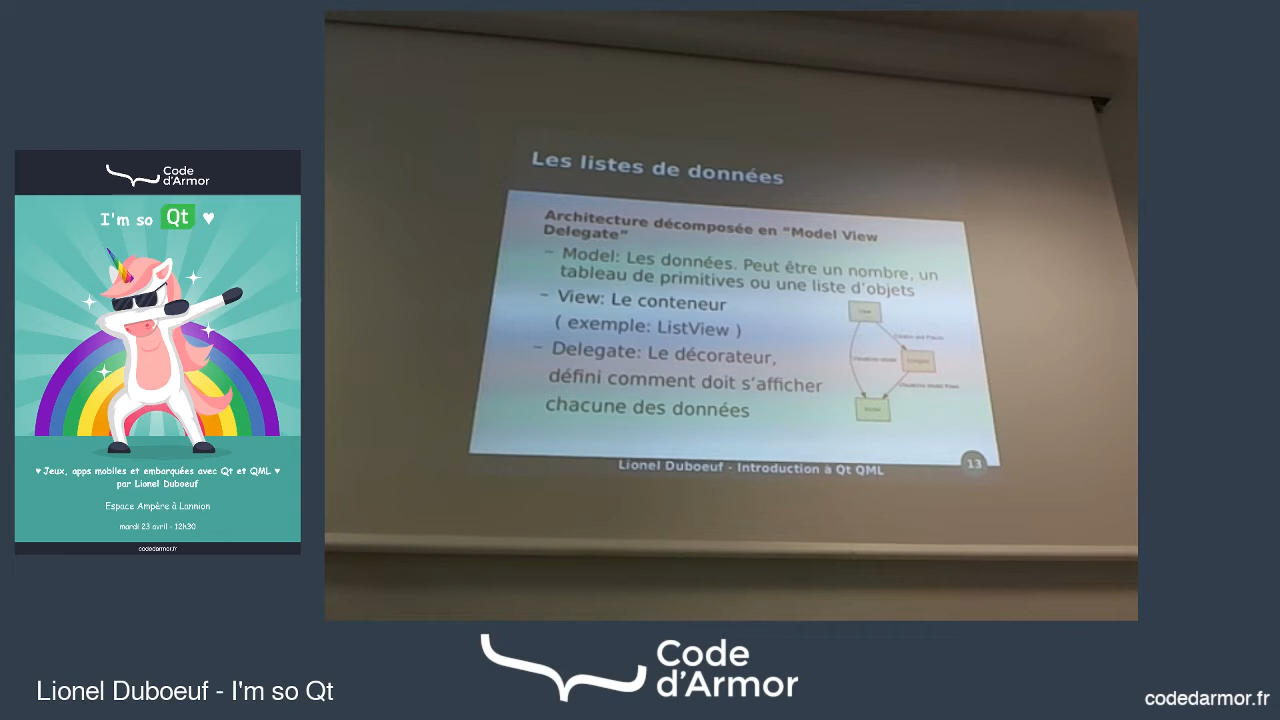 Code
d'Armor
I'm so Qt ♥
♥ Jeux, apps mobiles et embarquées avec Qt et QML ♥
par Lionel Duboeuf
Espace Ampère à Lannion
mardi 23 avril - 12h30
codedarmor.fr
Les listes de données
Architecture décomposée en "Model View
Delegate"
– Model: Les données. Peut être un nombre, un
tableau de primitives ou une liste d'objets
– View: Le conteneur
( exemple: ListView )
– Delegate: Le décorateur,
défini comment doit s'afficher
chacune des données
Lionel Duboeuf - Introduction à Qt QML
13
Lionel Duboeuf - I'm so Qt
Code
d'Armor
codedarmor.fr